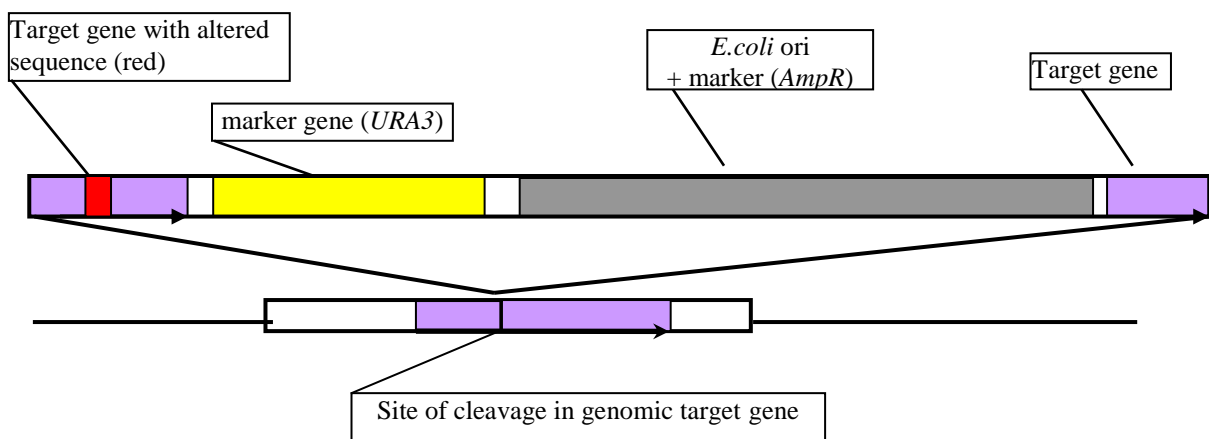 Target gene with altered
sequence (red)
E.coli ori
+ marker (AmpR)
Target gene
marker gene (URA3)
Site of cleavage in genomic target gene